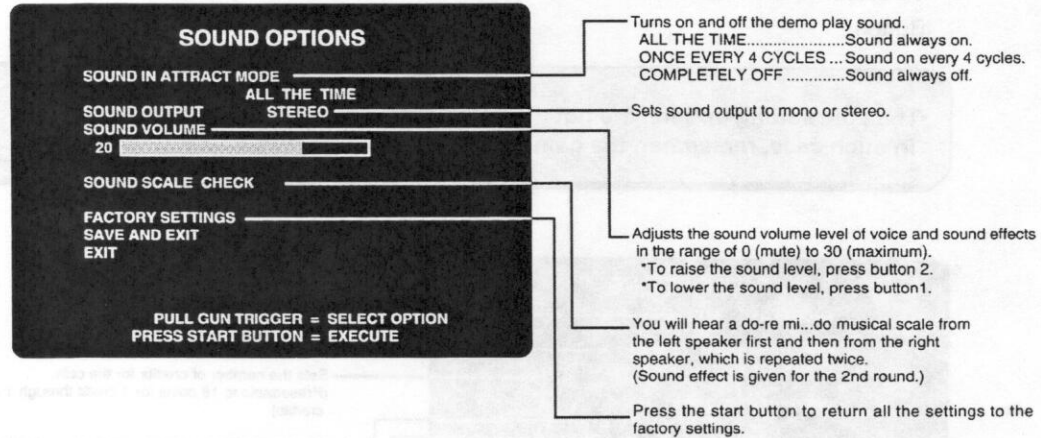 SOUND OPTIONS
SOUND IN ATTRACT MODE
ALL THE TIME
SOUND OUTPUT STEREO
SOUND VOLUME
20
SOUND SCALE CHECK
FACTORY SETTINGS
SAVE AND EXIT
EXIT
PULL GUN TRIGGER = SELECT OPTION
PRESS START BUTTON = EXECUTE
Turns on and off the demo play sound.
ALL THE TIME......................Sound always on.
ONCE EVERY 4 CYCLES ... Sound on every 4 cycles.
COMPLETELY OFF .............Sound always off.
Sets sound output to mono or stereo.
Adjusts the sound volume level of voice and sound effects
in the range of 0 (mute) to 30 (maximum).
*To raise the sound level, press button 2.
*To lower the sound level, press button1.
You will hear a do-re mi...do musical scale from
the left speaker first and then from the right
speaker, which is repeated twice.
(Sound effect is given for the 2nd round.)
Press the start button to return all the settings to the
factory settings.